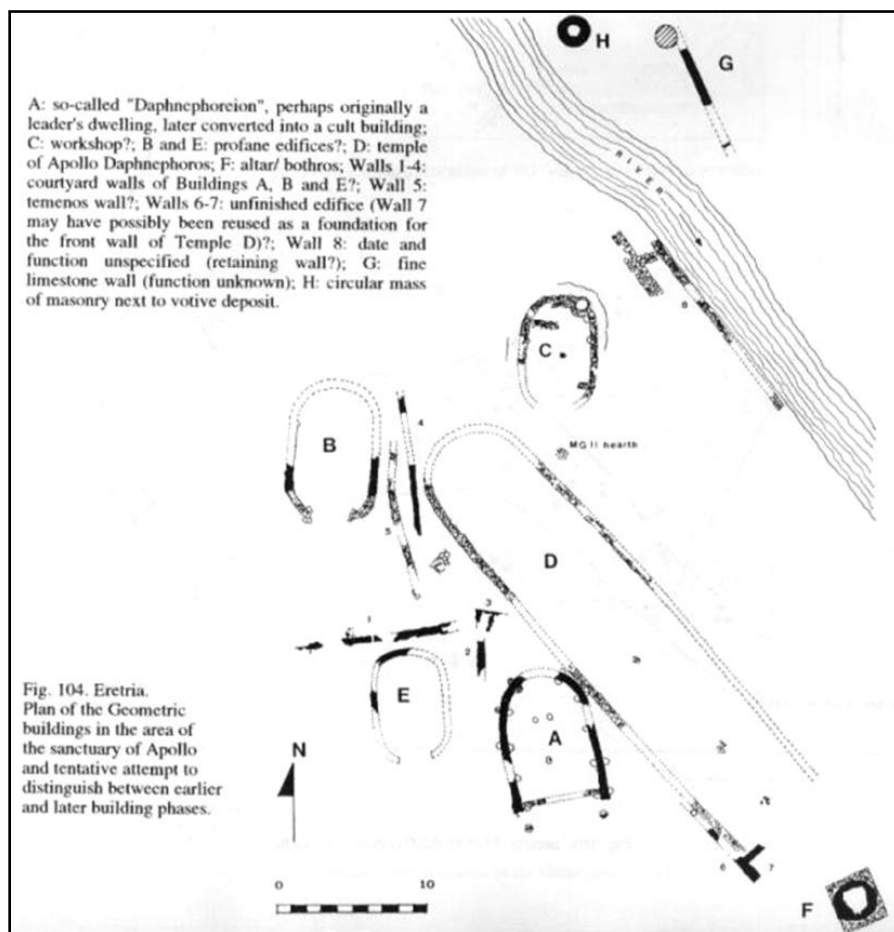 H
G
A: so-called "Daphnephoreion", perhaps originally a
leader's dwelling, later converted into a cult building;
C: workshop?; B and E: profane edifices?; D: temple
of Apollo Daphnephoros; F: altar/ bothros; Walls 1-4:
courtyard walls of Buildings A, B and E?; Wall 5:
temenos wall?; Walls 6-7: unfinished edifice (Wall 7
may have possibly been reused as a foundation for
the front wall of Temple D)?; Wall 8: date and
function unspecified (retaining wall?); G: fine
limestone wall (function unknown); H: circular mass
of masonry next to votive deposit.
RIVER
8
C
B
4
MG II hearth
5
D
3
1
2
E
A
Fig. 104. Eretria.
Plan of the Geometric
buildings in the area of
the sanctuary of Apollo
and tentative attempt to
distinguish between earlier
and later building phases.
N
6
7
0
10
F